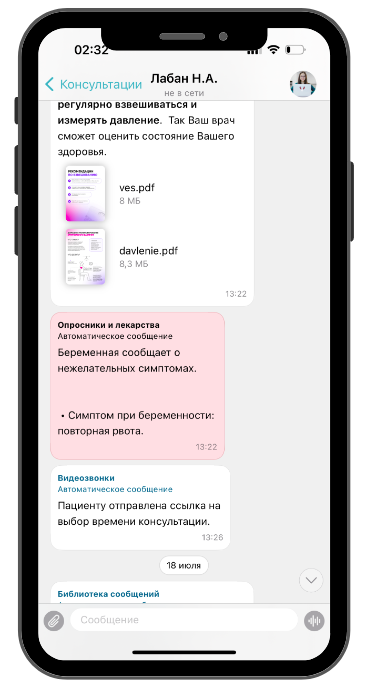 02:32
Консультации
Лабан Н.А.
не в сети
регулярно взвешиваться и
измерять давление. Так Ваш врач
сможет оценить состояние Вашего
здоровья.
ves.pdf
8 МБ
davlenie.pdf
8,3 МБ
13:22
Опросники и лекарства
Автоматическое сообщение
Беременная сообщает о
нежелательных симптомах.
• Симптом при беременности:
повторная рвота.
13:22
Видеозвонки
Автоматическое сообщение
Пациенту отправлена ссылка на
выбор времени консультации.
13:26
18 июля
Библиотека сообщений
Сообщение